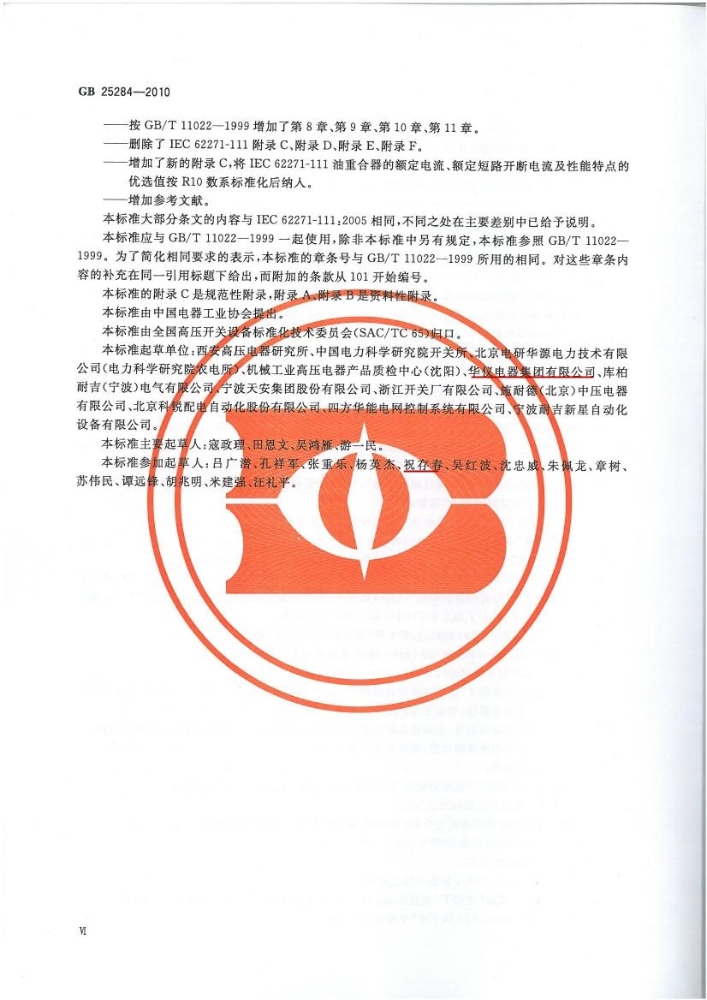 GB 25284—2010
——按 GB/T 11022—1999 增加了第 8 章、第 9 章、第 10 章、第 11 章。
——删除了 IEC 62271-111 附录 C、附录 D、附录 E、附录 F。
——增加了新的附录 C,将 IEC 62271-111 油重合器的额定电流、额定短路开断电流及性能特点的
优选值按 R10 数系标准化后纳入。
——增加参考文献。
本标准大部分条文的内容与 IEC 62271-111:2005 相同,不同之处在主要差别中已给予说明。
本标准应与 GB/T 11022—1999 一起使用,除非本标准中另有规定,本标准参照 GB/T 11022—
1999。为了简化相同要求的表示,本标准的章条号与 GB/T 11022—1999 所用的相同。对这些章条内
容的补充在同一引用标题下给出,而附加的条款从 101 开始编号。
本标准的附录 C 是规范性附录,附录 A、附录 B 是资料性附录。
本标准由中国电器工业协会提出。
本标准由全国高压开关设备标准化技术委员会(SAC/TC 65)归口。
本标准起草单位:西安高压电器研究所、中国电力科学研究院开关所、北京电研华源电力技术有限
公司(电力科学研究院农电所)、机械工业高压电器产品质检中心(沈阳)、华仪电器集团有限公司、库柏
耐吉(宁波)电气有限公司、宁波天安集团股份有限公司、浙江开关厂有限公司、施耐德(北京)中压电器
有限公司、北京科锐配电自动化股份有限公司、四方华能电网控制系统有限公司、宁波耐吉新星自动化
设备有限公司。
本标准主要起草人:寇政理、田恩文、吴鸿雁、游一民。
本标准参加起草人:吕广潜、孔祥军、张重乐、杨英杰、祝存春、吴红波、沈忠威、朱佩龙、章树、
苏伟民、谭远锋、胡兆明、米建强、汪礼平。
Ⅵ